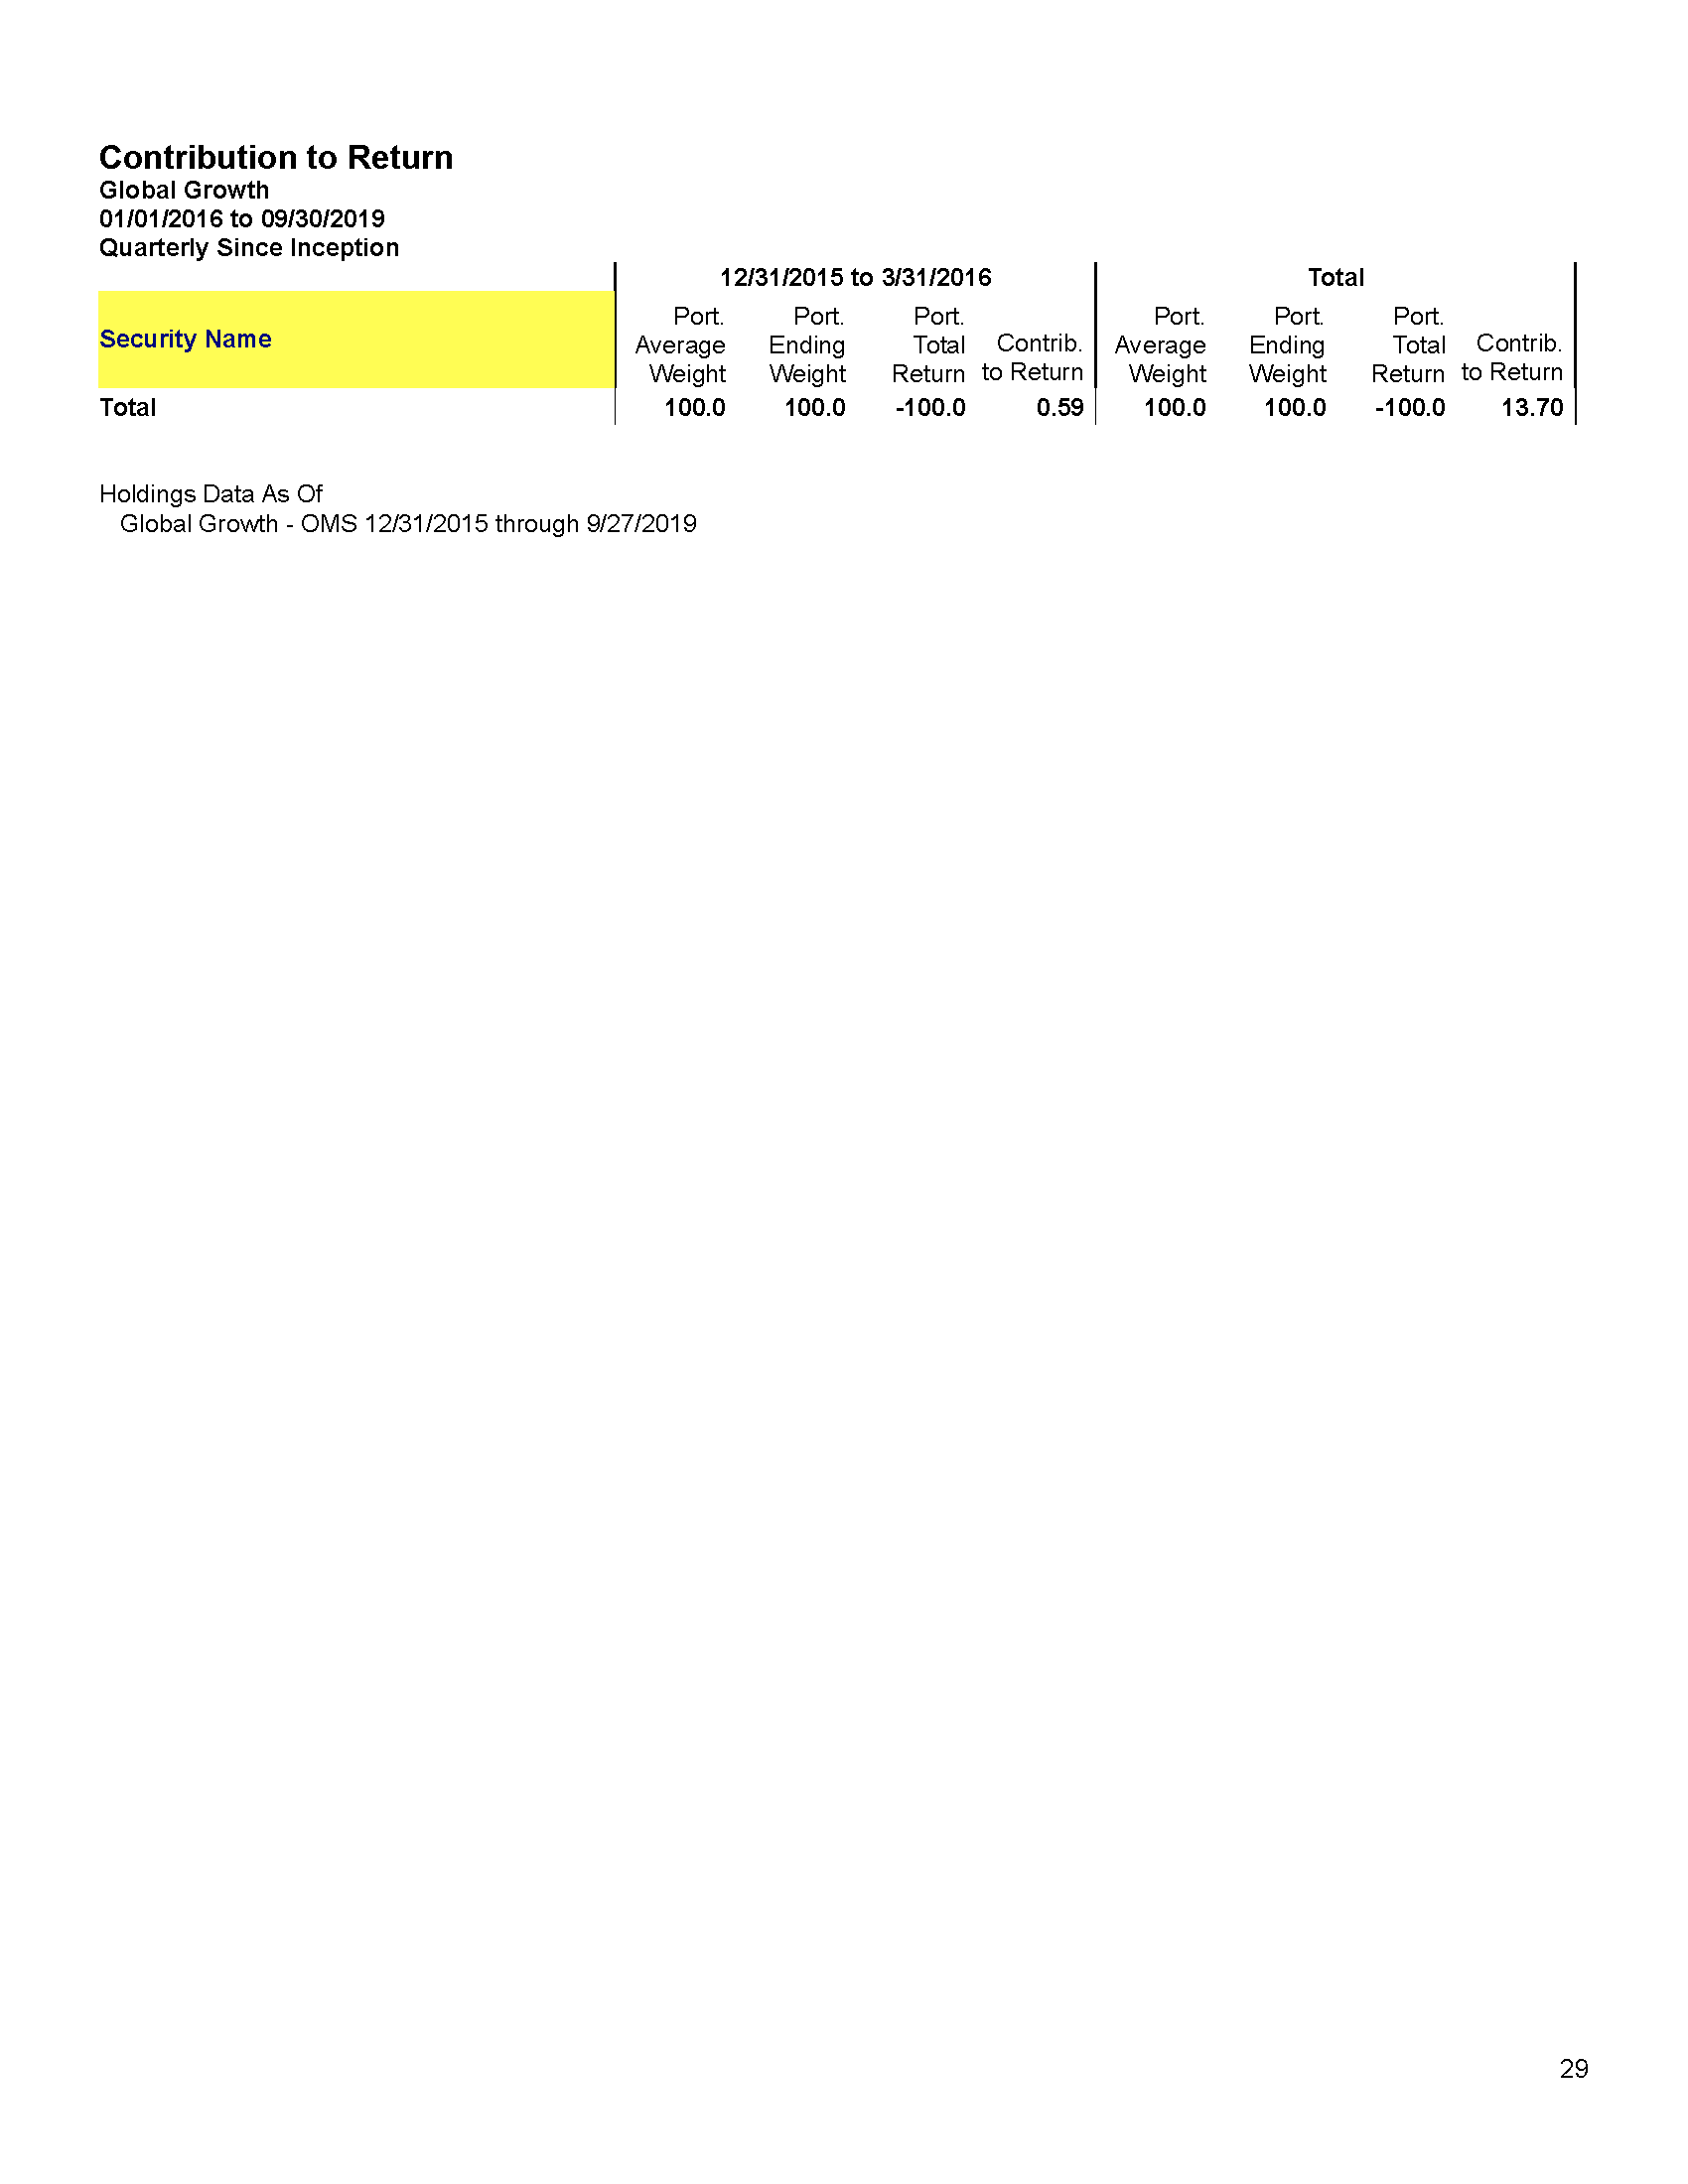 Contribution to Return
Global Growth
01/01/2016 to 09/30/2019
Quarterly Since Inception
12/31/2015 to 3/31/2016 Total
Security Name
Port. Port. Port. Port. Port. Port.
Average Ending Total Contrib. Average Ending Total Contrib.
Weight Weight Return to Return Weight Weight Return to Return
Total 100.0 100.0 -100.0 0.59 100.0 100.0 -100.0 13.70
Holdings Data As Of
Global Growth - OMS 12/31/2015 through 9/27/2019
29